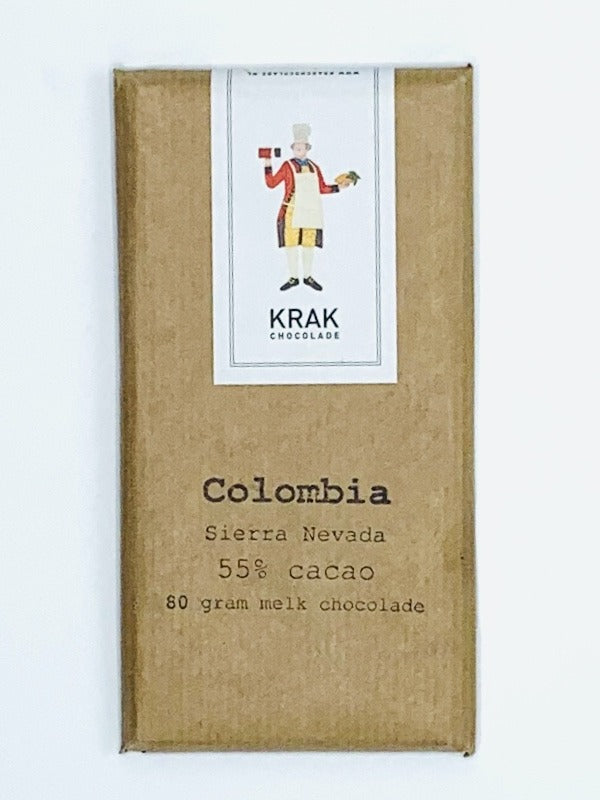 KRAK
CHOCOLADE
Colombia
Sierra Nevada
55% cacao
80 gram melk chocolade